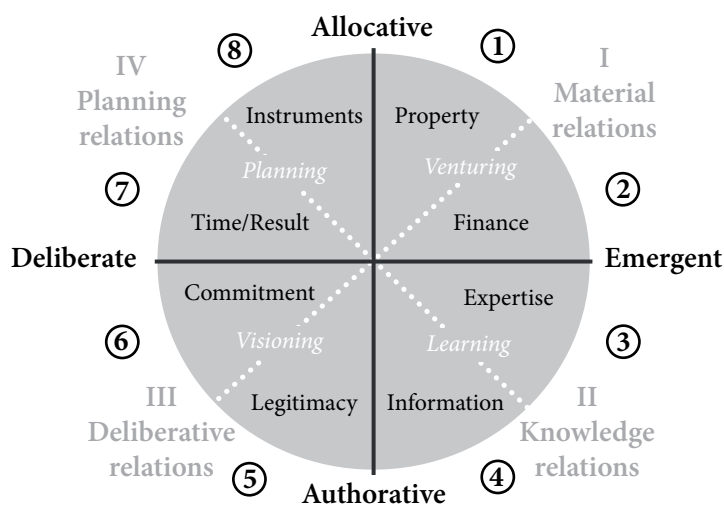 Allocative
⑧
①
IV
Planning
relations
I
Material
relations
Instruments
Property
Planning
Venturing
⑦
②
Time/Result
Finance
Deliberate
Emergent
Commitment
Expertise
⑥
③
Visioning
Learning
III
Deliberative
relations
Legitimacy
Information
II
Knowledge
relations
⑤
④
Authorative